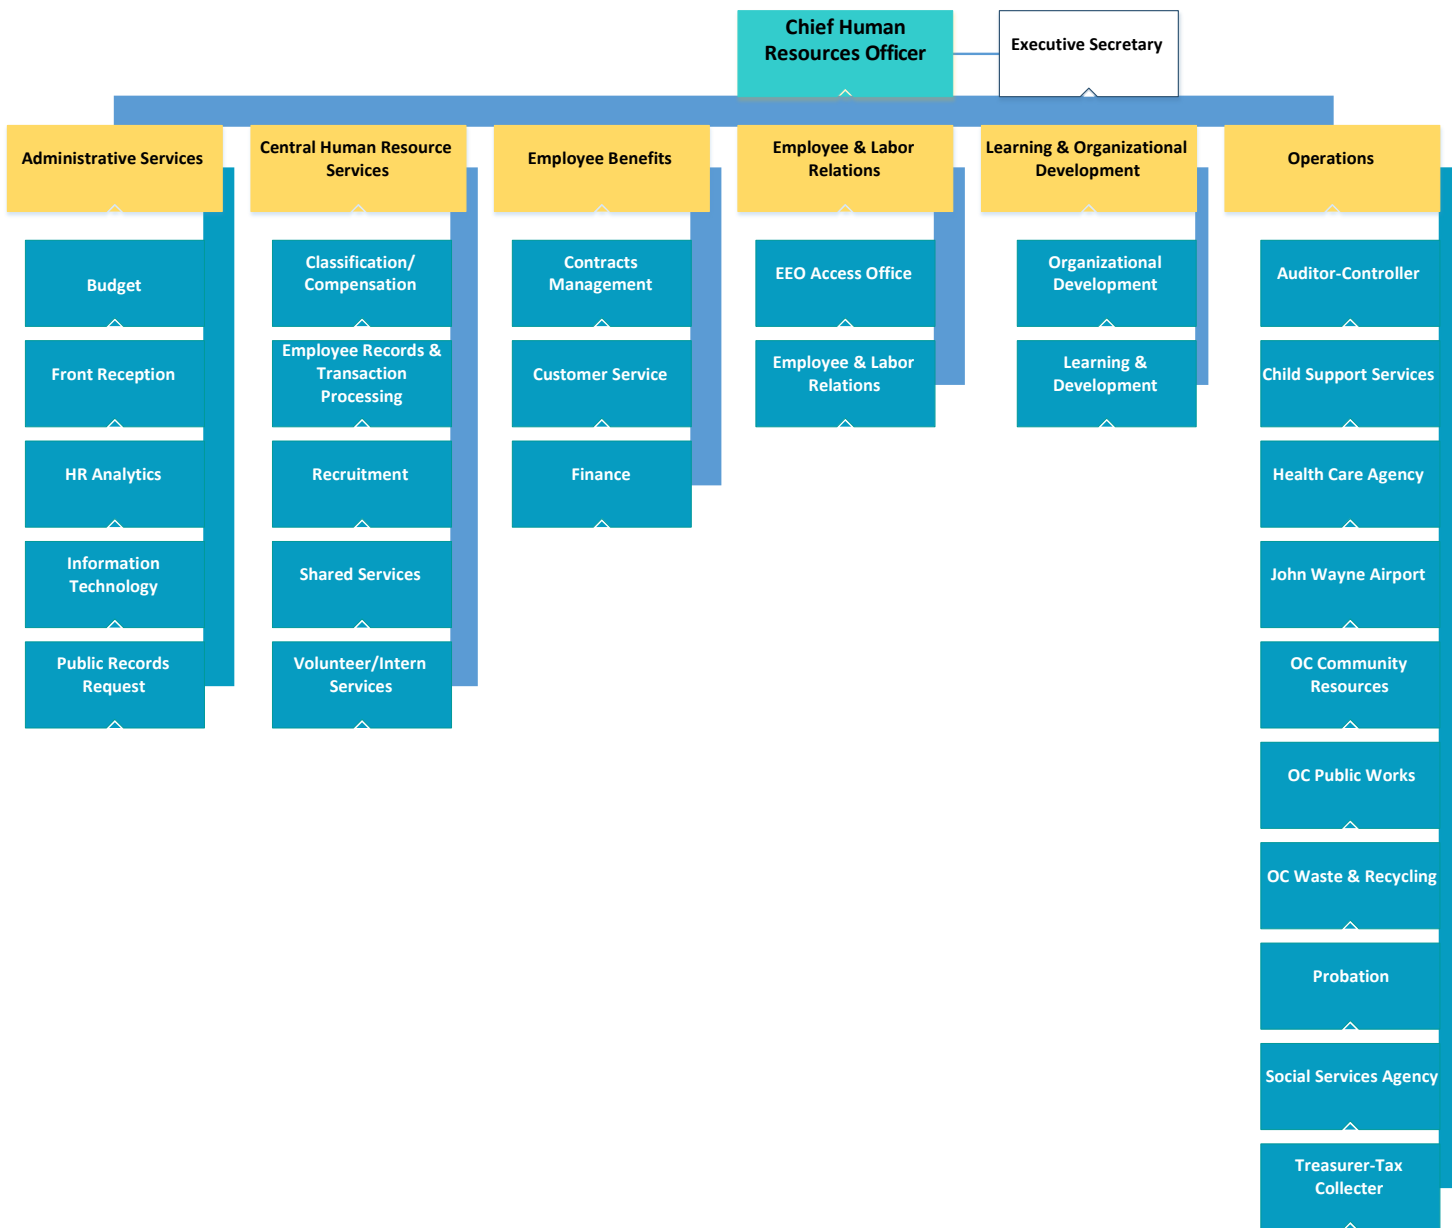 Chief Human
Resources Officer
Executive Secretary
Administrative Services
Central Human Resource
Services
Employee Benefits
Employee & Labor
Relations
Learning & Organizational
Development
Operations
Budget
Front Reception
HR Analytics
Information
Technology
Public Records
Request
Classification/
Compensation
Employee Records &
Transaction
Processing
Recruitment
Shared Services
Volunteer/Intern
Services
Contracts
Management
Customer Service
Finance
EEO Access Office
Employee & Labor
Relations
Organizational
Development
Learning &
Development
Auditor-Controller
Child Support Services
Health Care Agency
John Wayne Airport
OC Community
Resources
OC Public Works
OC Waste & Recycling
Probation
Social Services Agency
Treasurer-Tax
Collecter